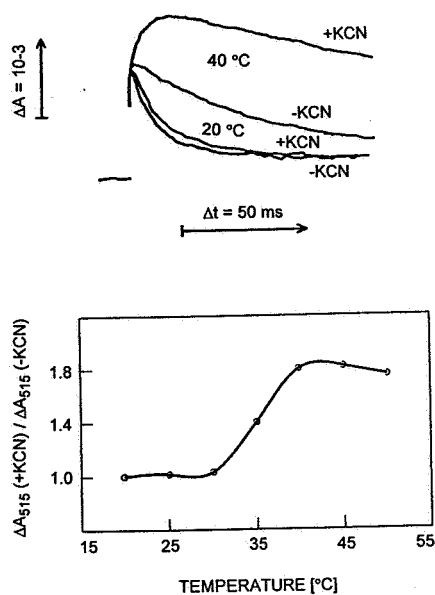 +KCN
40 °C
ΔA = 10-3
-KCN
20 °C
+KCN
-KCN
Δt = 50 ms
ΔA515 (+KCN) / ΔA515 (-KCN)
1.8
1.4
1.0
15 25 35 45 55
TEMPERATURE [°C]